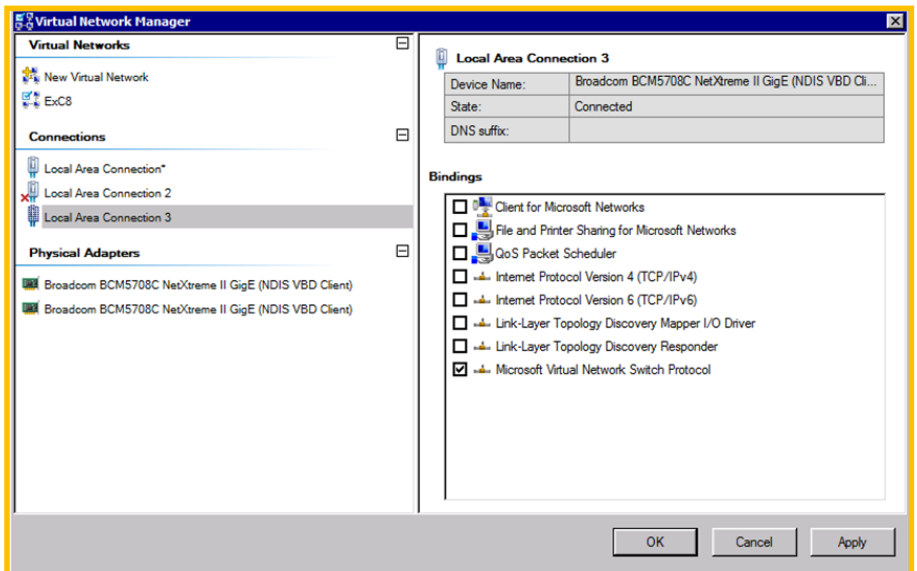 Virtual Network Manager
Virtual Networks
New Virtual Network
ExC8
Connections
Local Area Connection*
Local Area Connection 2
Local Area Connection 3
Physical Adapters
Broadcom BCM5708C NetXtreme II GigE (NDIS VBD Client)
Broadcom BCM5708C NetXtreme II GigE (NDIS VBD Client)
Local Area Connection 3
Device Name: Broadcom BCM5708C NetXtreme II GigE (NDIS VBD Cli...
State: Connected
DNS suffix:
Bindings
Client for Microsoft Networks
File and Printer Sharing for Microsoft Networks
QoS Packet Scheduler
Internet Protocol Version 4 (TCP/IPv4)
Internet Protocol Version 6 (TCP/IPv6)
Link-Layer Topology Discovery Mapper I/O Driver
Link-Layer Topology Discovery Responder
Microsoft Virtual Network Switch Protocol
OK Cancel Apply